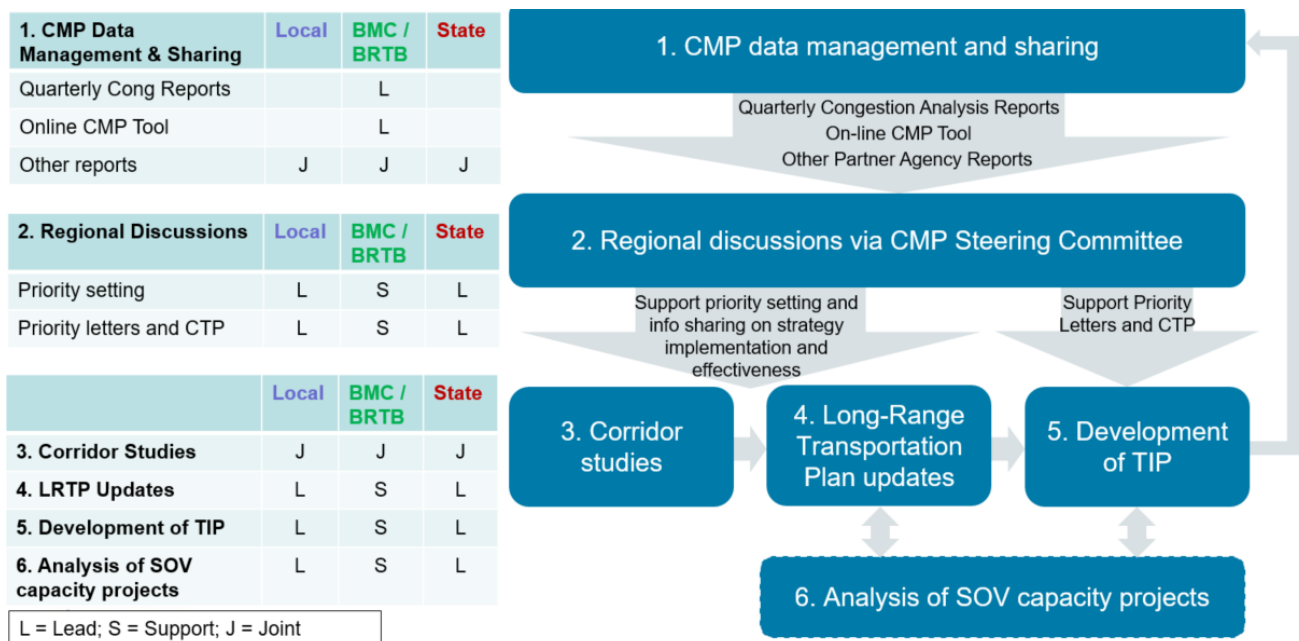 1. CMP Data Management & Sharing Local BMC / BRTB State
Quarterly Cong Reports L
Online CMP Tool L
Other reports J J J
2. Regional Discussions Local BMC / BRTB State
Priority setting L S L
Priority letters and CTP L S L
Local BMC / BRTB State
3. Corridor Studies J J J
4. LRTP Updates L S L
5. Development of TIP L S L
6. Analysis of SOV capacity projects L S L
L = Lead; S = Support; J = Joint
1. CMP data management and sharing
Quarterly Congestion Analysis Reports
On-line CMP Tool
Other Partner Agency Reports
2. Regional discussions via CMP Steering Committee
Support priority setting and
info sharing on strategy
implementation and
effectiveness
Support Priority
Letters and CTP
3. Corridor
studies
4. Long-Range
Transportation
Plan updates
5. Development
of TIP
6. Analysis of SOV capacity projects